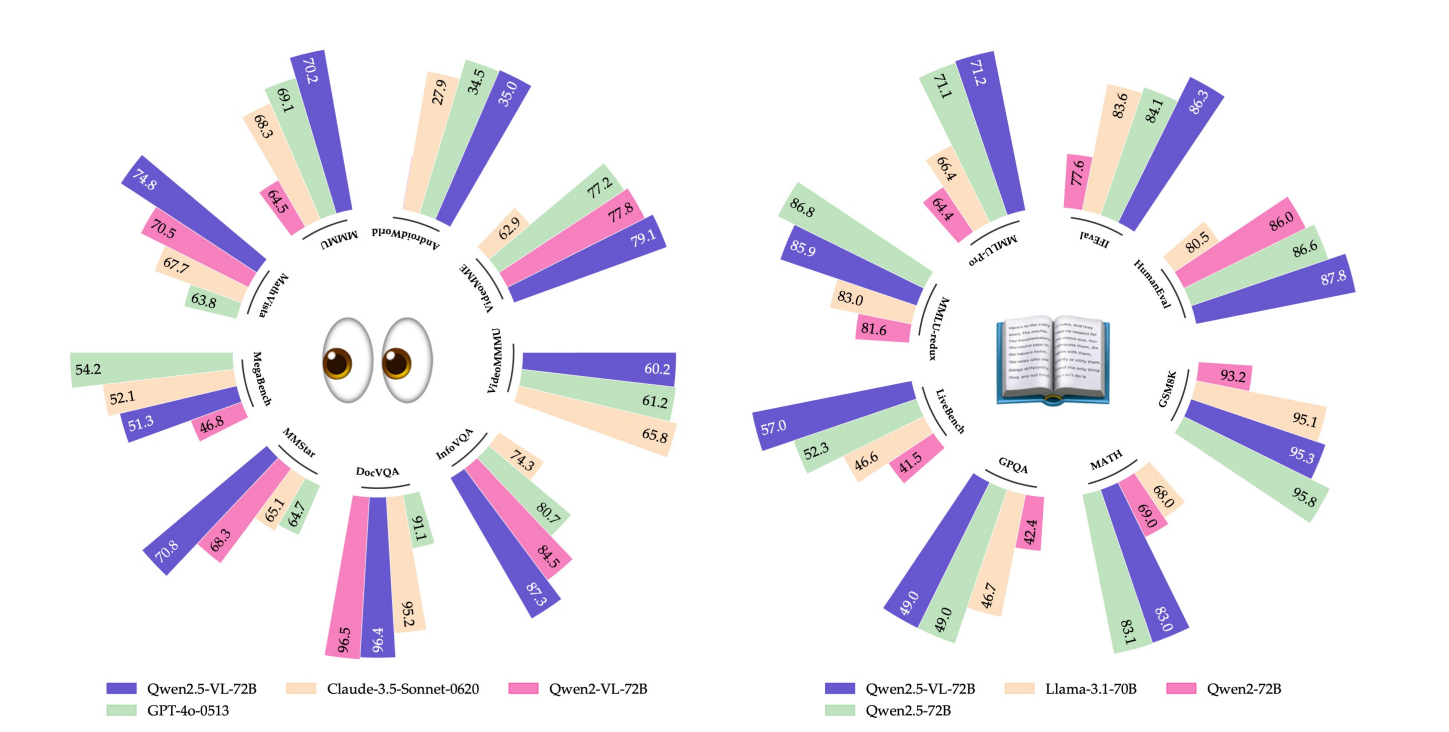 70.2
69.1
68.3
64.5
MMMU
27.9
34.5
35.0
AndroidWorld
62.9
77.2
77.8
79.1
VideoMME
60.2
61.2
65.8
VideoMMMU
74.3
80.7
84.5
87.3
InfoVQA
91.1
95.2
96.4
96.5
DocVQA
64.7
65.1
68.3
70.8
MMStar
46.8
51.3
52.1
54.2
MegaBench
63.8
67.7
70.5
74.8
MathVista
Qwen2.5-VL-72B
Claude-3.5-Sonnet-0620
Qwen2-VL-72B
GPT-4o-0513
64.4
66.4
71.1
71.2
MMLU-Pro
77.6
83.6
84.1
86.3
IFEval
80.5
86.0
86.6
87.8
HumanEval
93.2
95.1
95.3
95.8
GSM8K
68.0
69.0
83.0
83.1
MATH
42.4
46.7
49.0
49.0
GPQA
41.5
46.6
52.3
57.0
LiveBench
81.6
83.0
85.9
86.8
MMLU-redux
Qwen2.5-VL-72B
Llama-3.1-70B
Qwen2-72B
Qwen2.5-72B